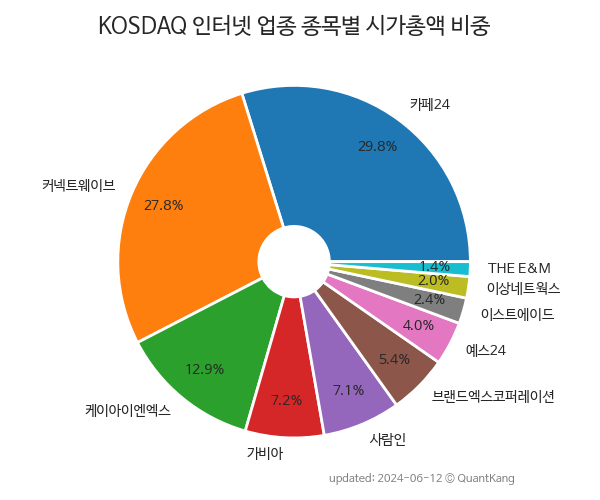 KOSDAQ 인터넷 업종 종목별 시가총액 비중
카페24
29.8%
커넥트웨이브
27.8%
케이아이엔엑스
12.9%
가비아
7.2%
사람인
7.1%
브랜드엑스코퍼레이션
5.4%
예스24
4.0%
이스트에이드
2.4%
이상네트웍스
2.0%
THE E&M
1.4%
updated: 2024-06-12 © QuantKang